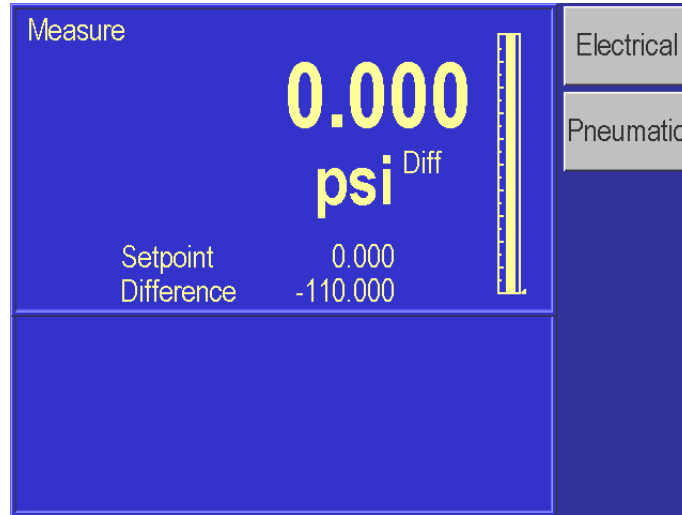 Measure
0.000
psi Diff
Setpoint 0.000
Difference -110.000
Electrical
Pneumatic